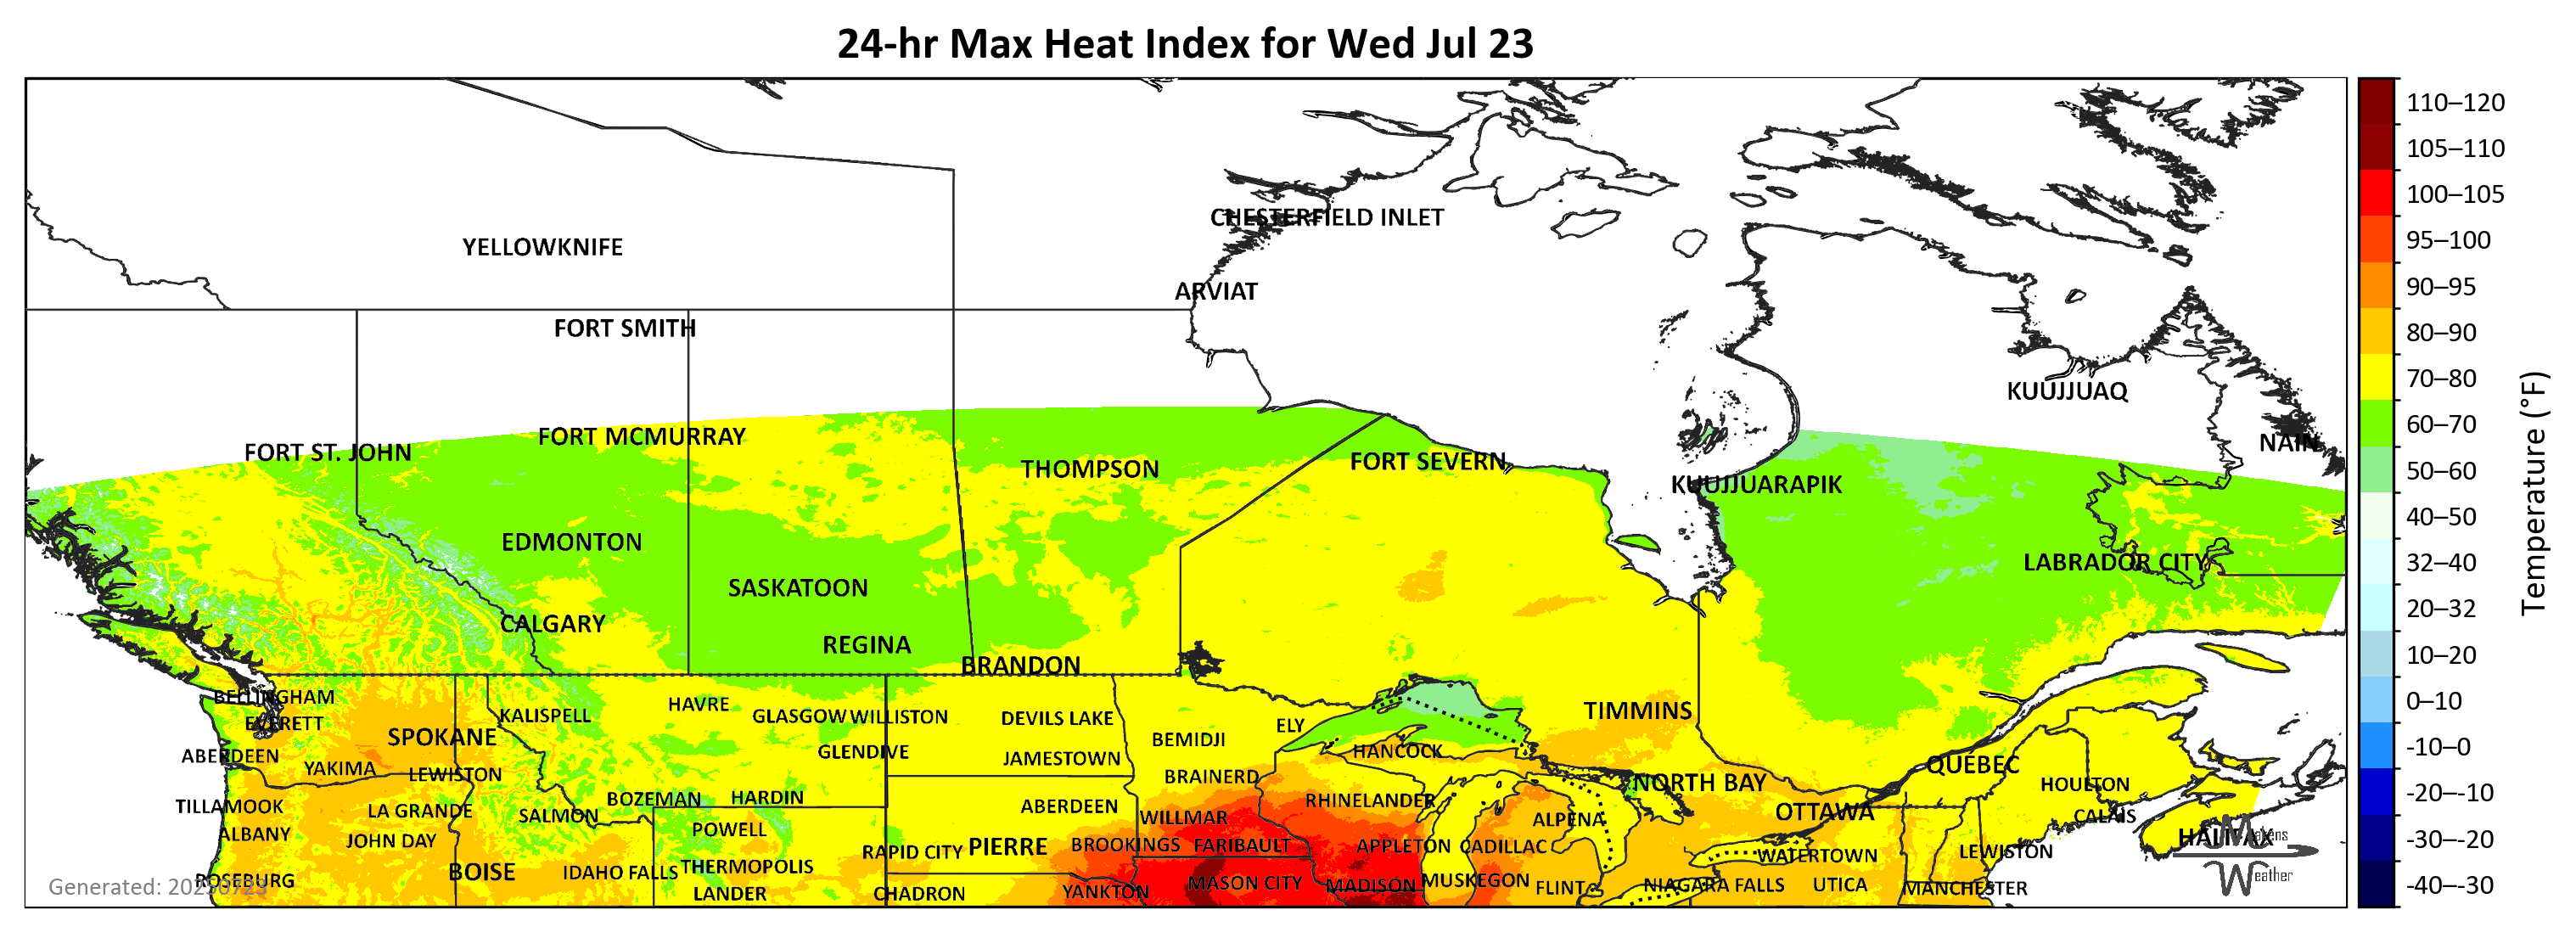 24-hr Max Heat Index for Wed Jul 23
CHESTERFIELD INLET
YELLOWKNIFE
ARVIAT
FORT SMITH
KUUJJUAQ
FORT MCMURRAY
NAIN
FORT ST. JOHN
FORT SEVERN
THOMPSON
KUUJJUARAPIK
EDMONTON
LABRADOR CITY
SASKATOON
CALGARY
REGINA
BRANDON
BELLINGHAM
HAVRE
TIMMINS
KALISPELL
GLASGOW
WILLISTON
DEVILS LAKE
EVERETT
ELY
SPOKANE
BEMIDJI
GLENDIVE
HANCOCK
ABERDEEN
JAMESTOWN
QUÉBEC
YAKIMA
LEWISTON
BRAINERD
NORTH BAY
HOULTON
BOZEMAN
HARDIN
RHINELANDER
TILLAMOOK
LA GRANDE
ABERDEEN
OTTAWA
SALMON
WILLMAR
ALPENA
CALAIS
POWELL
ALBANY
JOHN DAY
PIERRE
BROOKINGS
FARIBAULT
APPLETON
CADILLAC
HALIFAX
RAPID CITY
WATERTOWN
LEWISTON
THERMOPOLIS
BOISE
IDAHO FALLS
ROSEBURG
MUSKEGON
MASON CITY
MADISON
FLINT
NIAGARA FALLS
UTICA
MANCHESTER
LANDER
CHADRON
YANKTON
Generated: 20250723
Makens
Weather
110–120
105–110
100–105
95–100
90–95
80–90
70–80
60–70
50–60
40–50
32–40
20–32
10–20
0–10
-10–0
-20–-10
-30–-20
-40–-30
Temperature (°F)